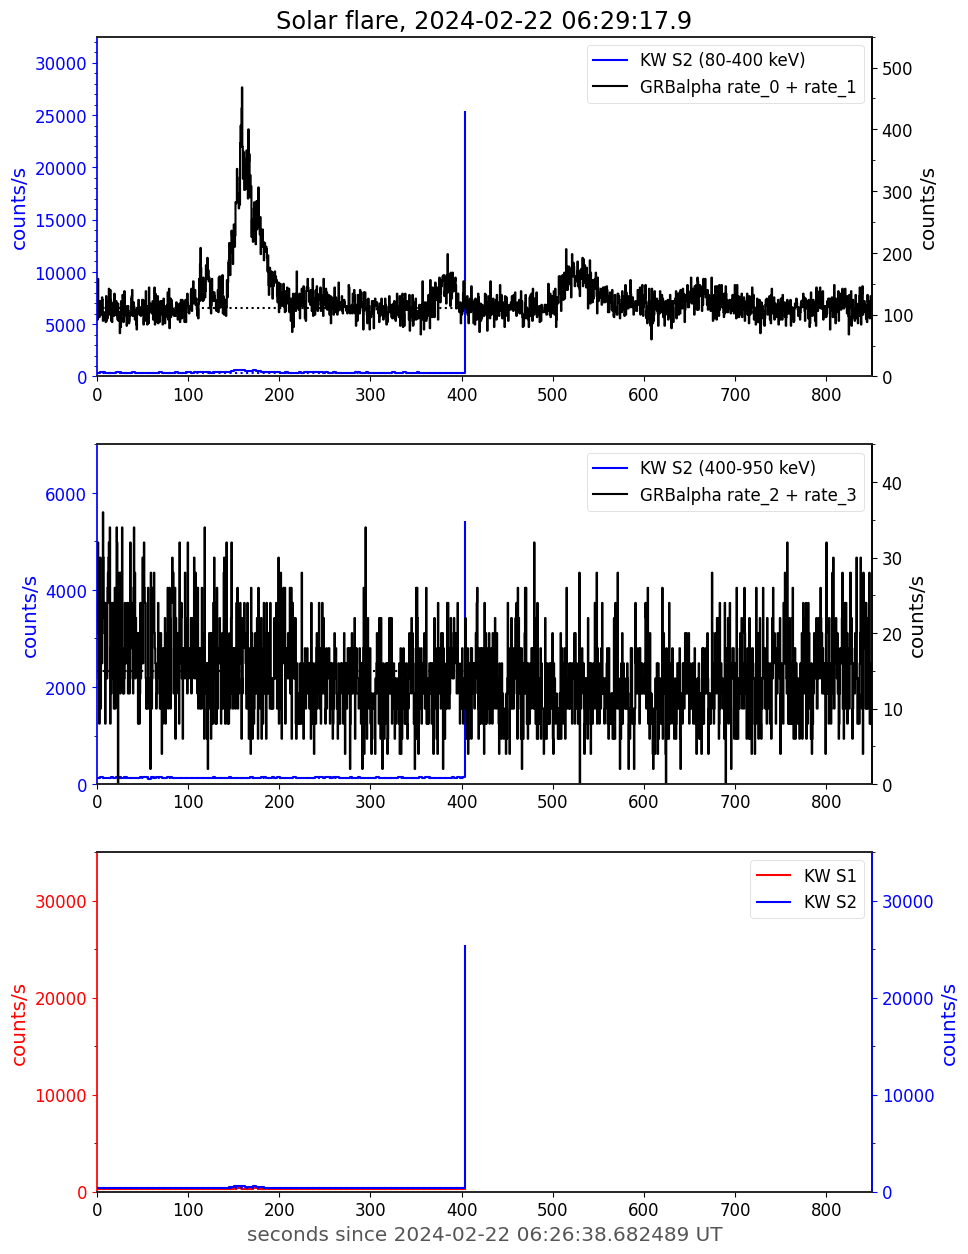 Solar flare, 2024-02-22 06:29:17.9
KW S2 (80-400 keV)
GRBalpha rate_0 + rate_1
counts/s
30000
25000
20000
15000
10000
5000
0
500
400
300
200
100
0
counts/s
0 100 200 300 400 500 600 700 800
KW S2 (400-950 keV)
GRBalpha rate_2 + rate_3
counts/s
6000
4000
2000
0
40
30
20
10
0
counts/s
0 100 200 300 400 500 600 700 800
KW S1
KW S2
counts/s
30000
20000
10000
0
30000
20000
10000
0
counts/s
0 100 200 300 400 500 600 700 800
seconds since 2024-02-22 06:26:38.682489 UT